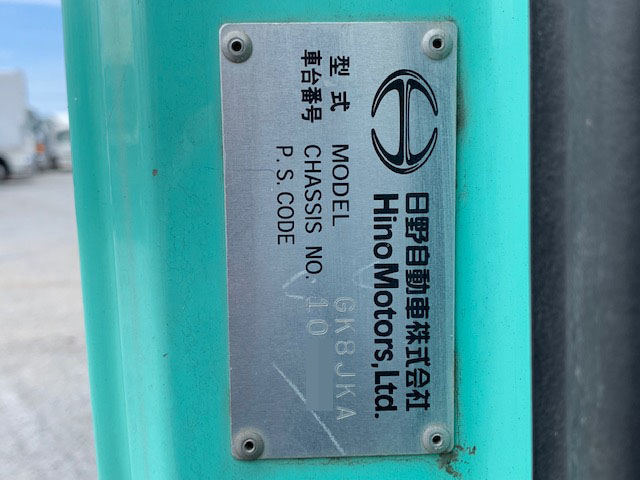 日野自動車株式会社
HinoMotors,Ltd.
型式 MODEL GK8JKA
車台番号 CHASSIS NO. 10
P. S. CODE